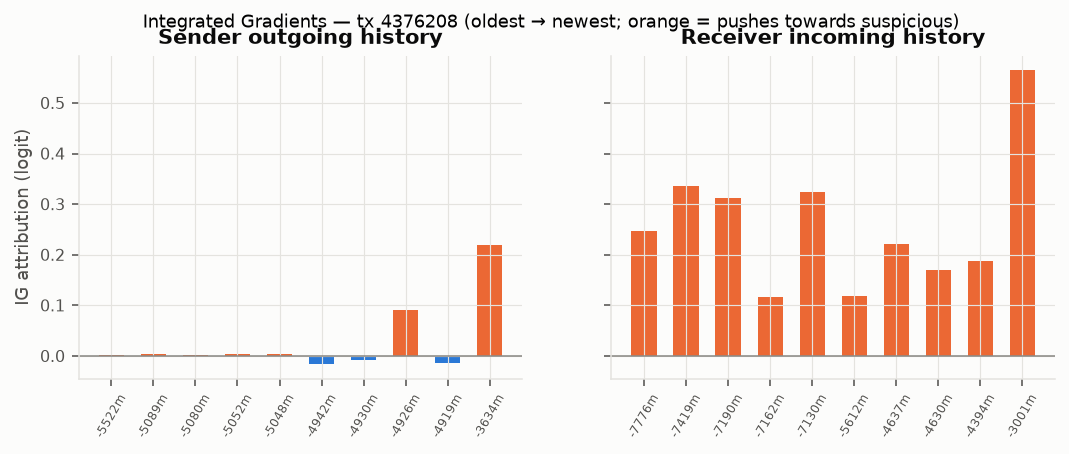 Integrated Gradients — tx 4376208 (oldest → newest; orange = pushes towards suspicious)
Sender outgoing history
Receiver incoming history
IG attribution (logit)
0.5
0.4
0.3
0.2
0.1
0.0
-5522m
-5089m
-5080m
-5052m
-5048m
-4942m
-4930m
-4926m
-4919m
-3634m
-7776m
-7419m
-7190m
-7162m
-7130m
-5612m
-4637m
-4630m
-4394m
-3001m